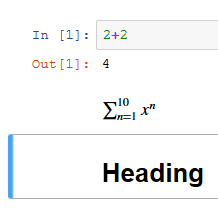 In [1]: 2+2
Out[1]: 4
∑_{n=1}^{10} x^n
Heading